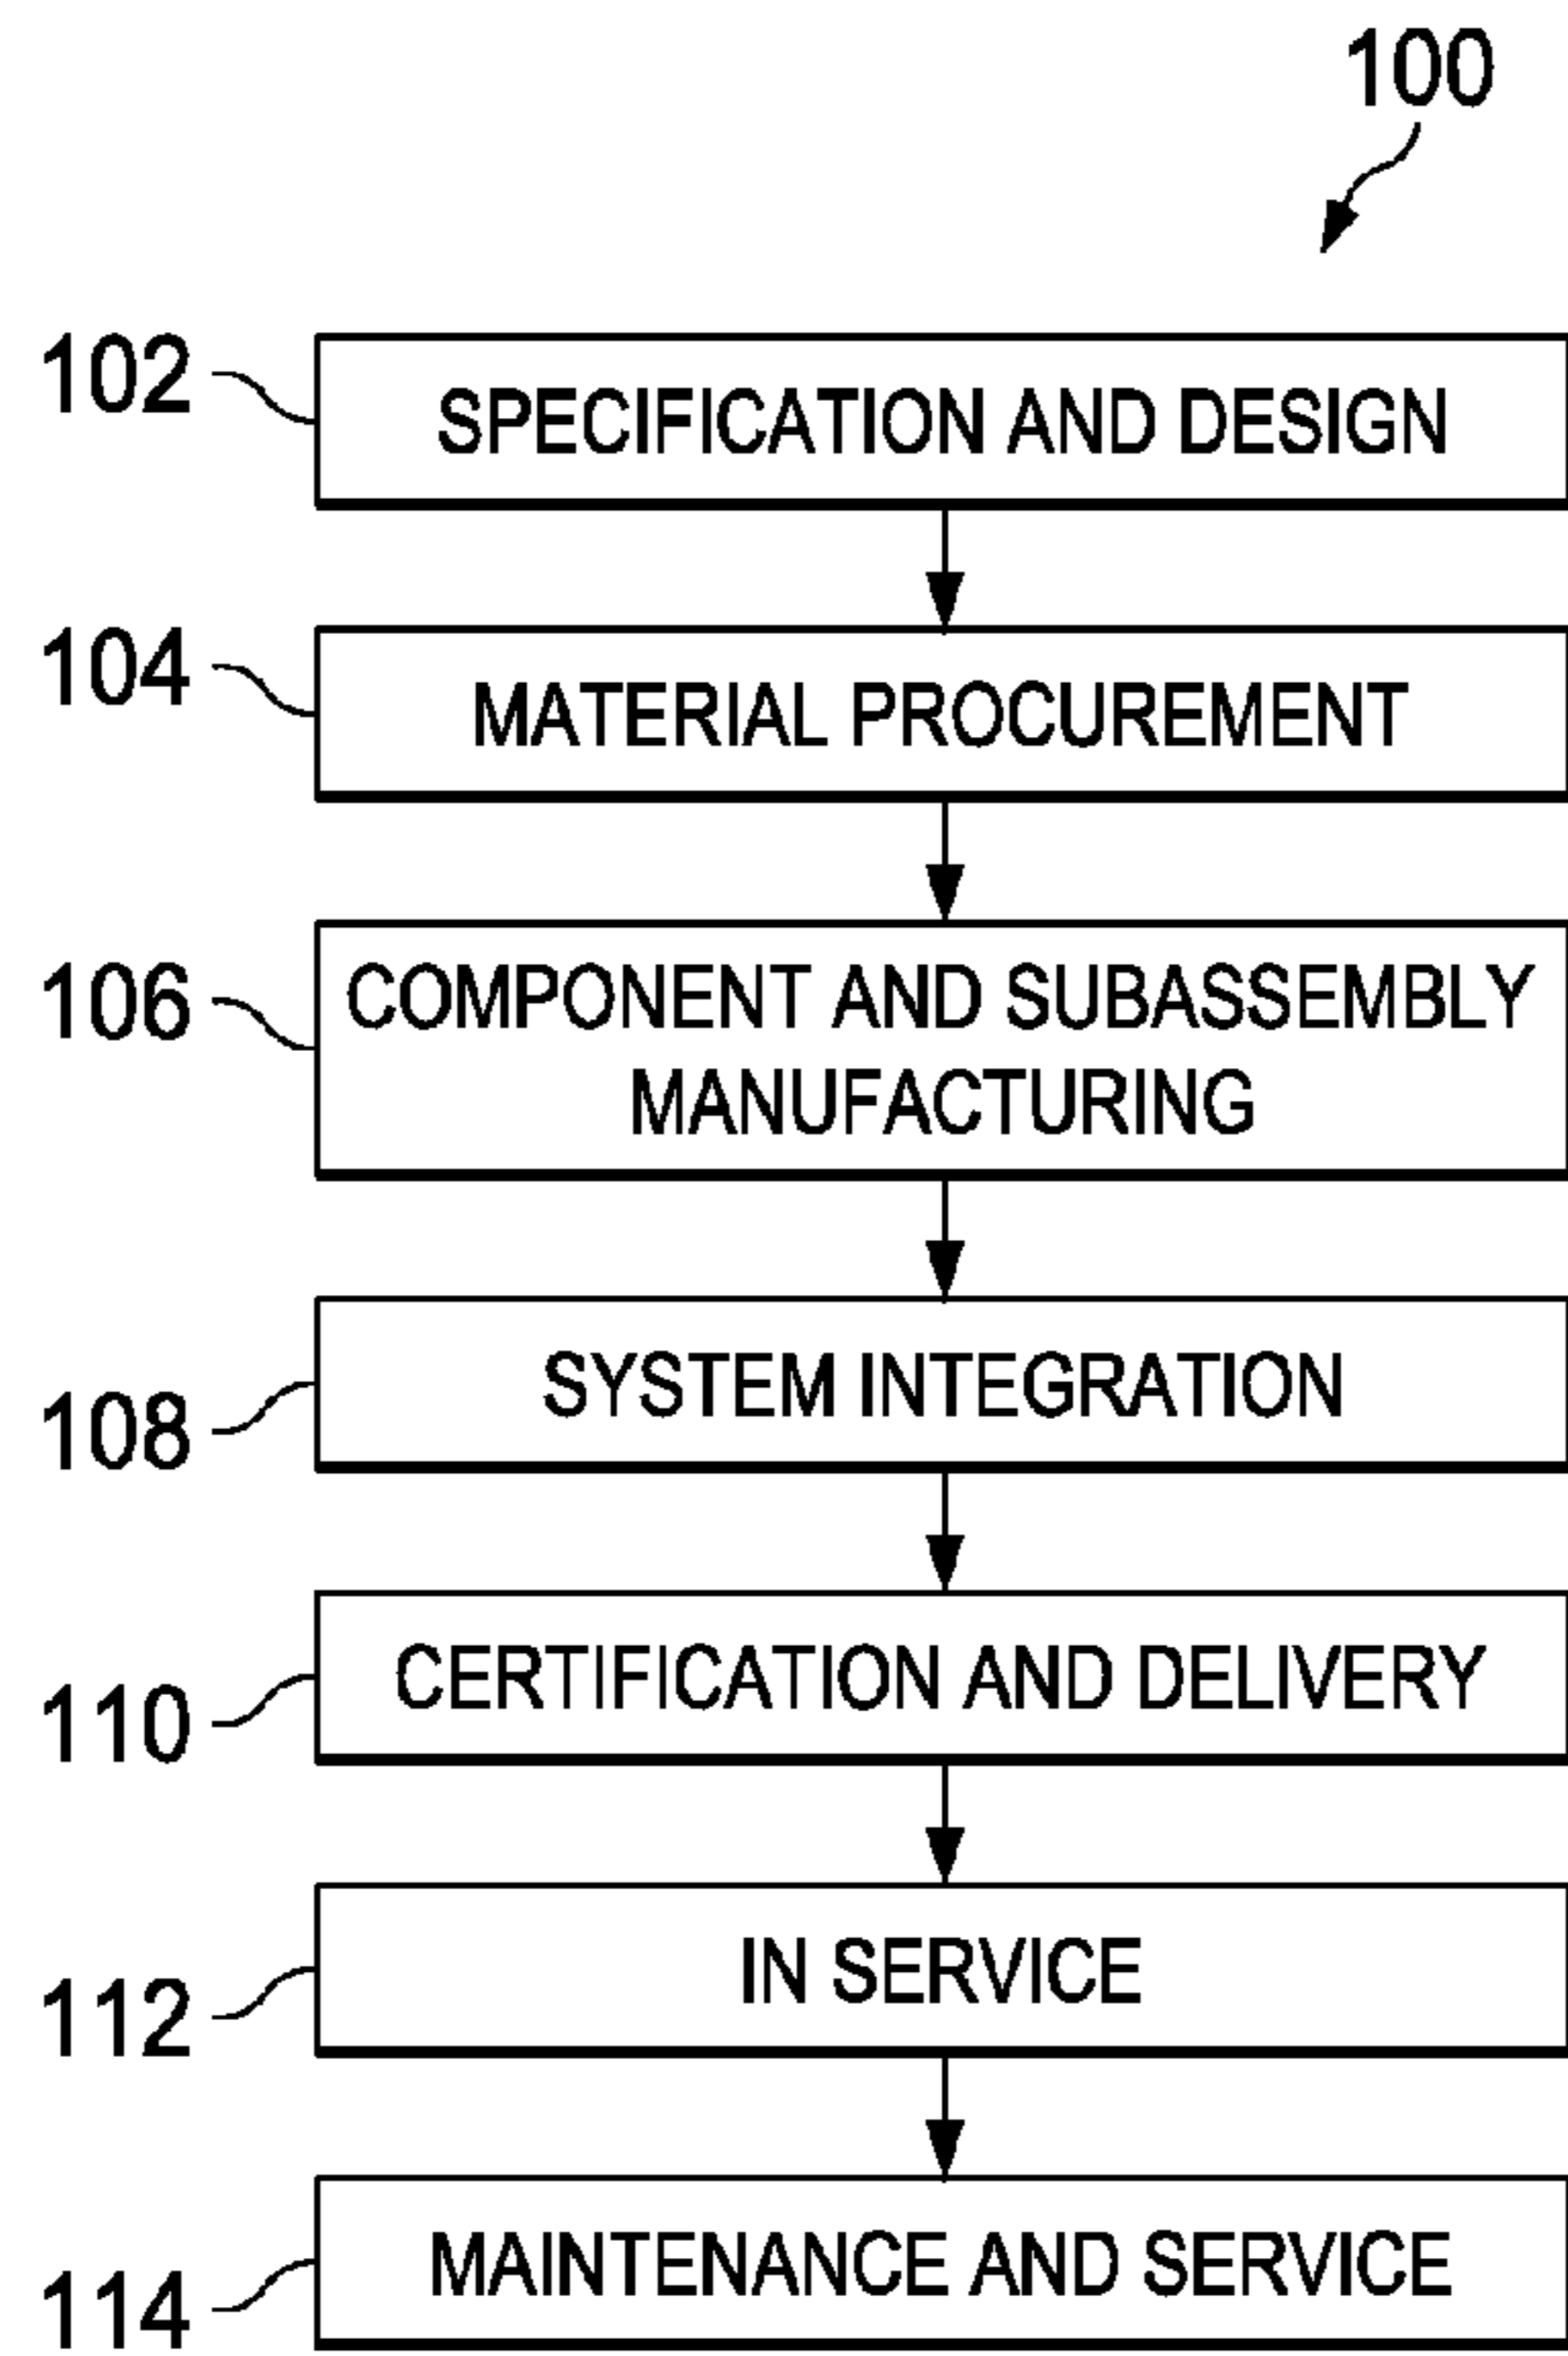 100
102
SPECIFICATION AND DESIGN
104
MATERIAL PROCUREMENT
106
COMPONENT AND SUBASSEMBLY
MANUFACTURING
108
SYSTEM INTEGRATION
110
CERTIFICATION AND DELIVERY
112
IN SERVICE
114
MAINTENANCE AND SERVICE